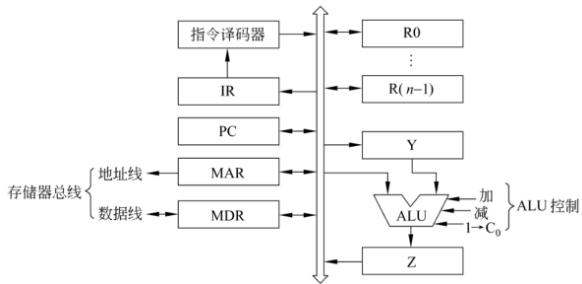 指令译码器
R0
⋮
IR
R(n−1)
PC
Y
存储器总线
地址线
MAR
数据线
MDR
ALU
加
减
1→C₀
ALU 控制
Z